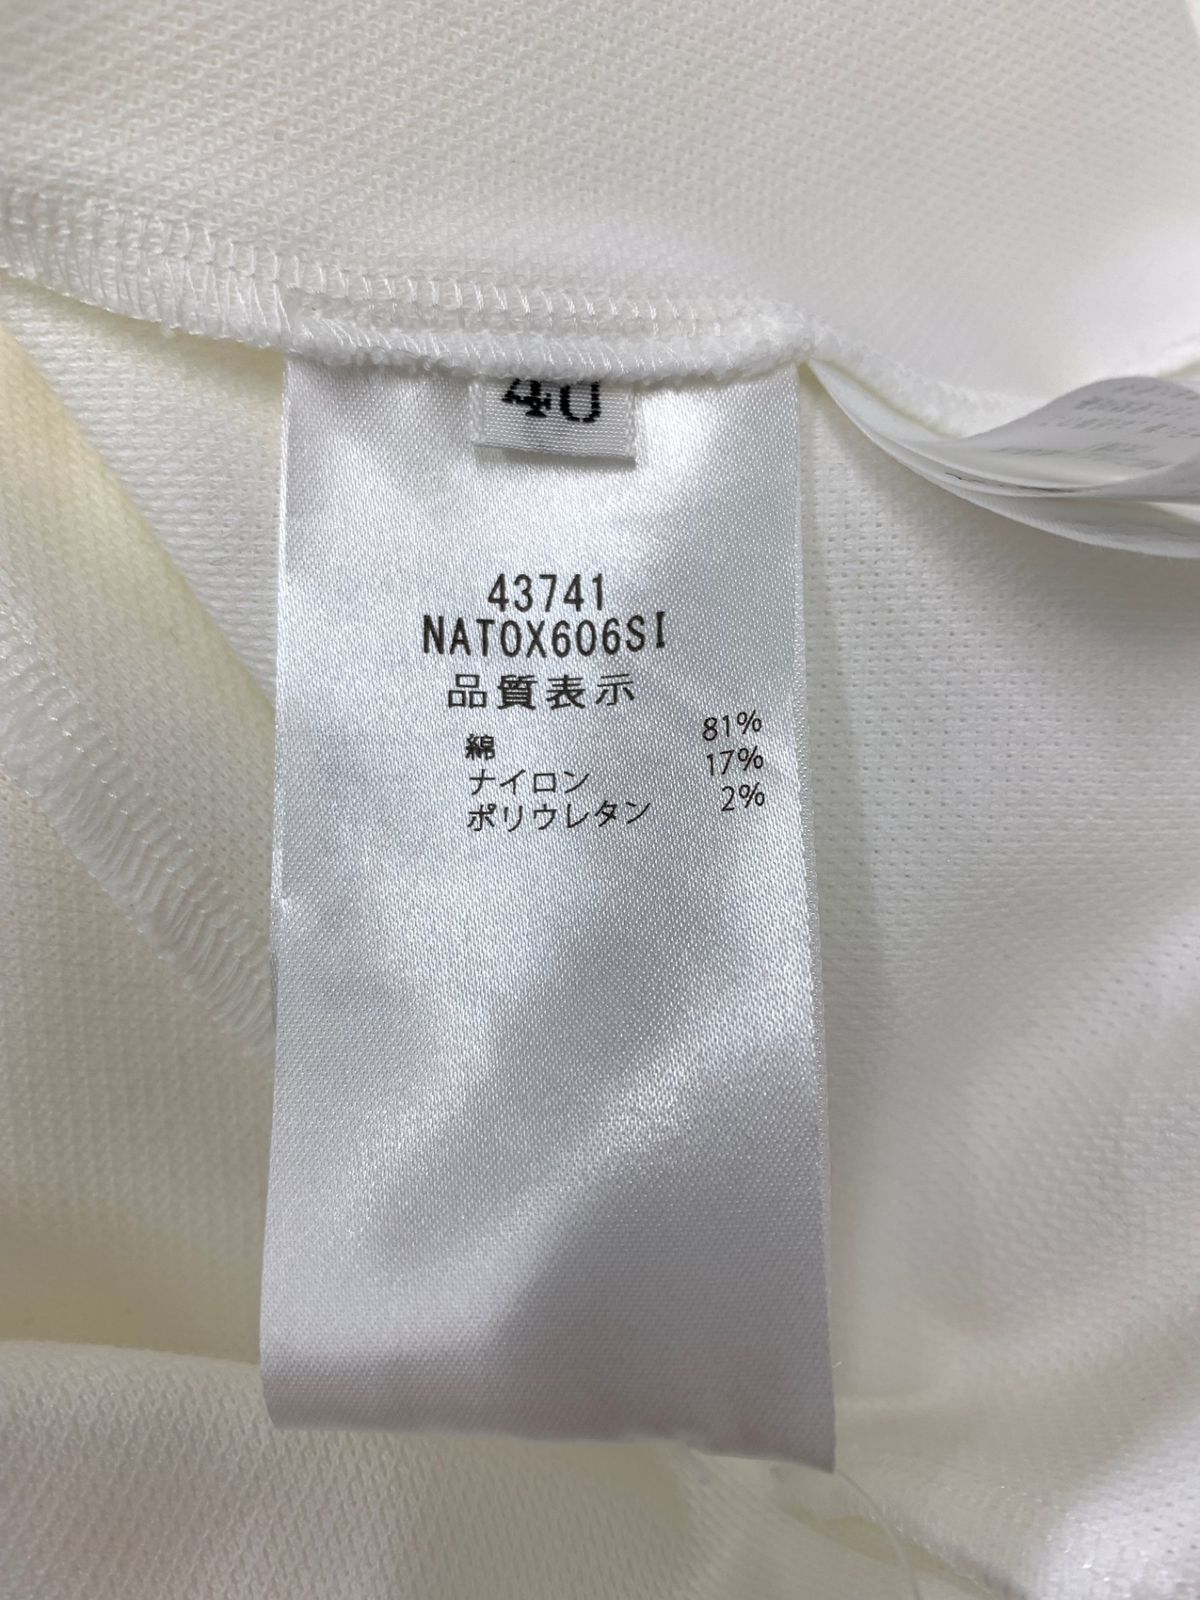 40
43741
NATOX606SI
品質表示
綿 81%
ナイロン 17%
ポリウレタン 2%